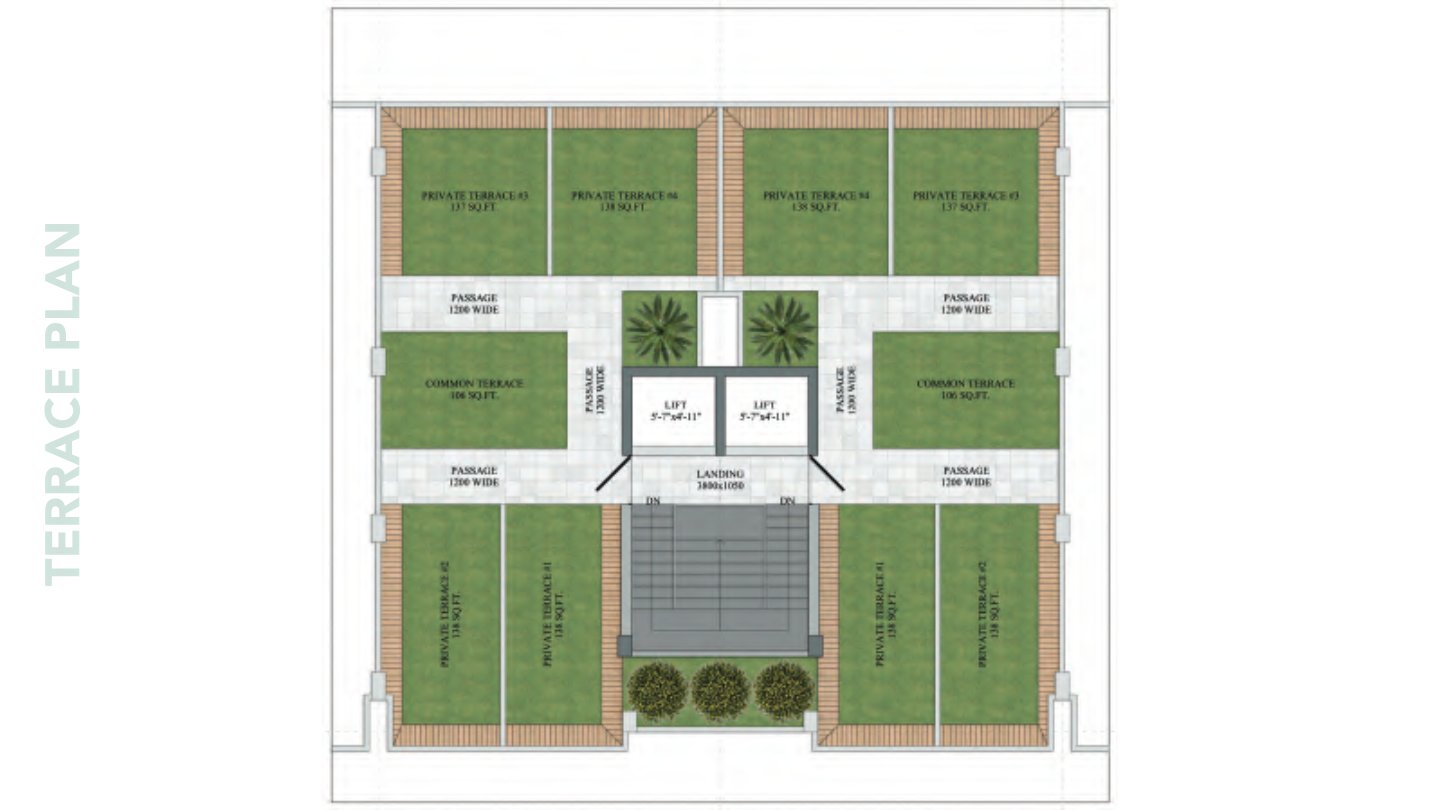 TERRACE PLAN
PRIVATE TERRACE #3
137 SQ.FT.
PRIVATE TERRACE #4
138 SQ.FT.
PRIVATE TERRACE #4
138 SQ.FT.
PRIVATE TERRACE #3
137 SQ.FT.
PASSAGE
1200 WIDE
PASSAGE
1200 WIDE
COMMON TERRACE
106 SQ.FT.
PASSAGE
1200 WIDE
LIFT
5'-7"x4'-11"
LIFT
5'-7"x4'-11"
PASSAGE
1200 WIDE
COMMON TERRACE
106 SQ.FT.
PASSAGE
1200 WIDE
LANDING
3800x1050
PASSAGE
1200 WIDE
DN
DN
PRIVATE TERRACE #2
138 SQ.FT.
PRIVATE TERRACE #1
138 SQ.FT.
PRIVATE TERRACE #1
138 SQ.FT.
PRIVATE TERRACE #2
138 SQ.FT.